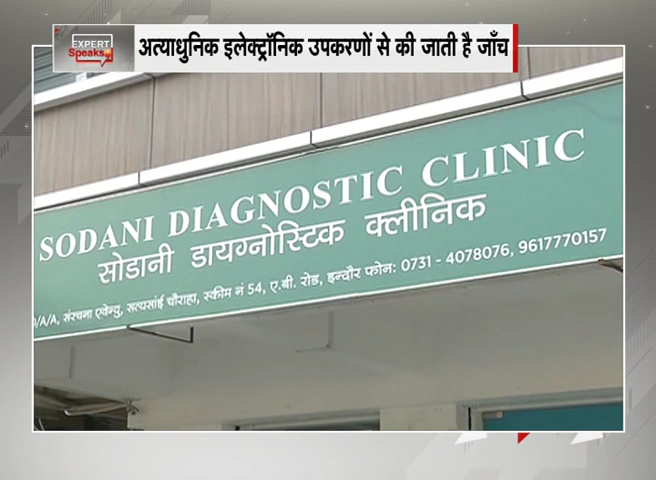 EXPERT
Speaks
अत्याधुनिक इलेक्ट्रॉनिक उपकरणों से की जाती है जाँच
SODANI DIAGNOSTIC CLINIC
सोडानी डायग्नोस्टिक क्लीनिक
/A/A, संरचना एवेन्यु, सत्यसांई चौराहा, स्कीम नं 54, ए.बी. रोड, इन्दौर फोन: 0731 - 4078076, 9617770157